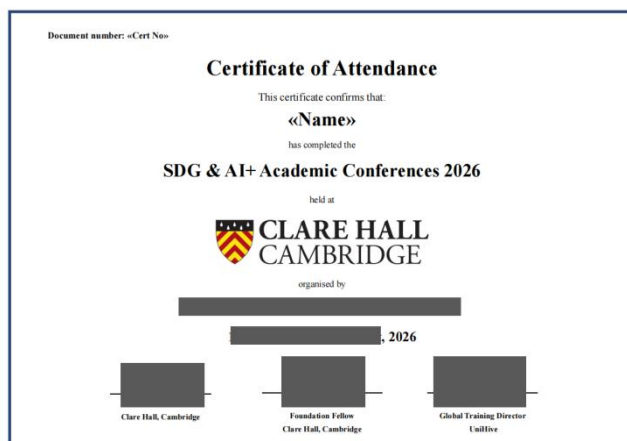 Document number: «Cert No»
Certificate of Attendance
This certificate confirms that:
«Name»
has completed the
SDG & AI+ Academic Conferences 2026
held at
CLARE HALL
CAMBRIDGE
organised by
, 2026
Clare Hall, Cambridge
Foundation Fellow
Clare Hall, Cambridge
Global Training Director
UniHive